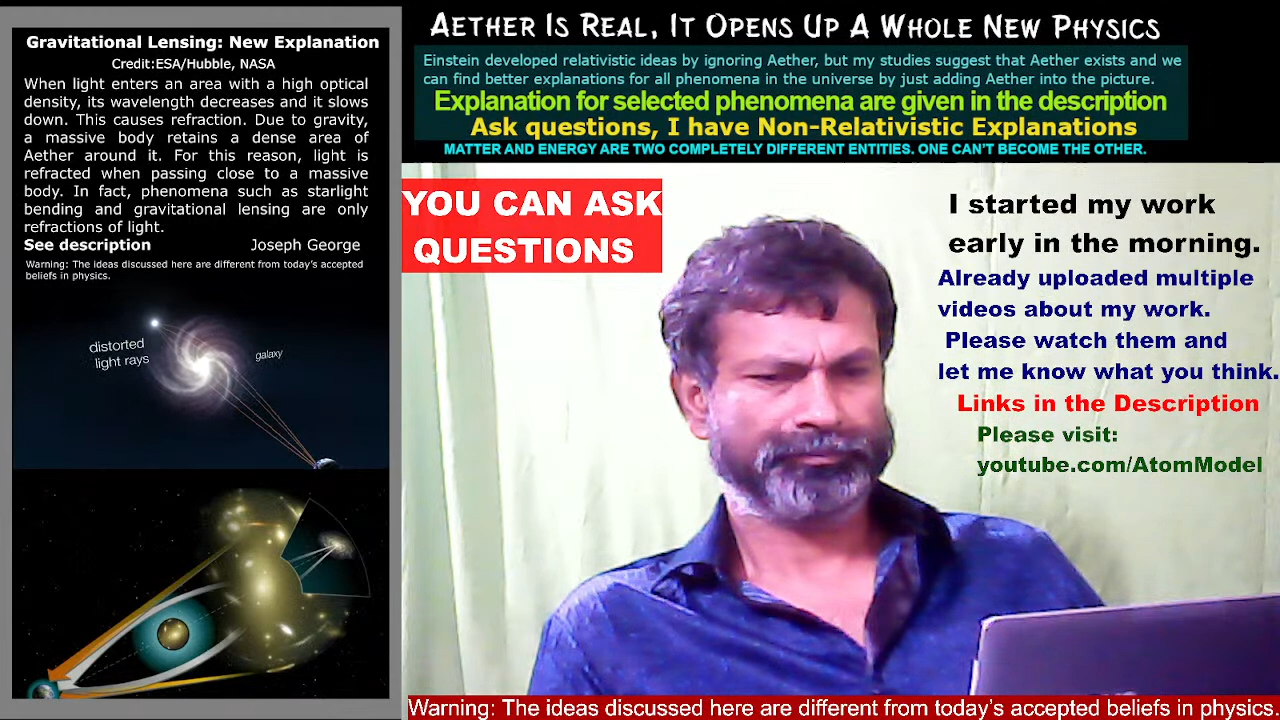 Gravitational Lensing: New Explanation
Credit:ESA/Hubble, NASA
When light enters an area with a high optical
density, its wavelength decreases and it slows
down. This causes refraction. Due to gravity,
a massive body retains a dense area of
Aether around it. For this reason, light is
refracted when passing close to a massive
body. In fact, phenomena such as starlight
bending and gravitational lensing are only
refractions of light.
See description Joseph George
Warning: The ideas discussed here are different from today's accepted
beliefs in physics.
distorted
light rays
galaxy
Aether Is Real, It Opens Up A Whole New Physics
Einstein developed relativistic ideas by ignoring Aether, but my studies suggest that Aether exists and we
can find better explanations for all phenomena in the universe by just adding Aether into the picture.
Explanation for selected phenomena are given in the description
Ask questions, I have Non-Relativistic Explanations
MATTER AND ENERGY ARE TWO COMPLETELY DIFFERENT ENTITIES. ONE CAN'T BECOME THE OTHER.
YOU CAN ASK
QUESTIONS
I started my work
early in the morning.
Already uploaded multiple
videos about my work.
Please watch them and
let me know what you think.
Links in the Description
Please visit:
youtube.com/AtomModel
Warning: The ideas discussed here are different from today's accepted beliefs in physics.